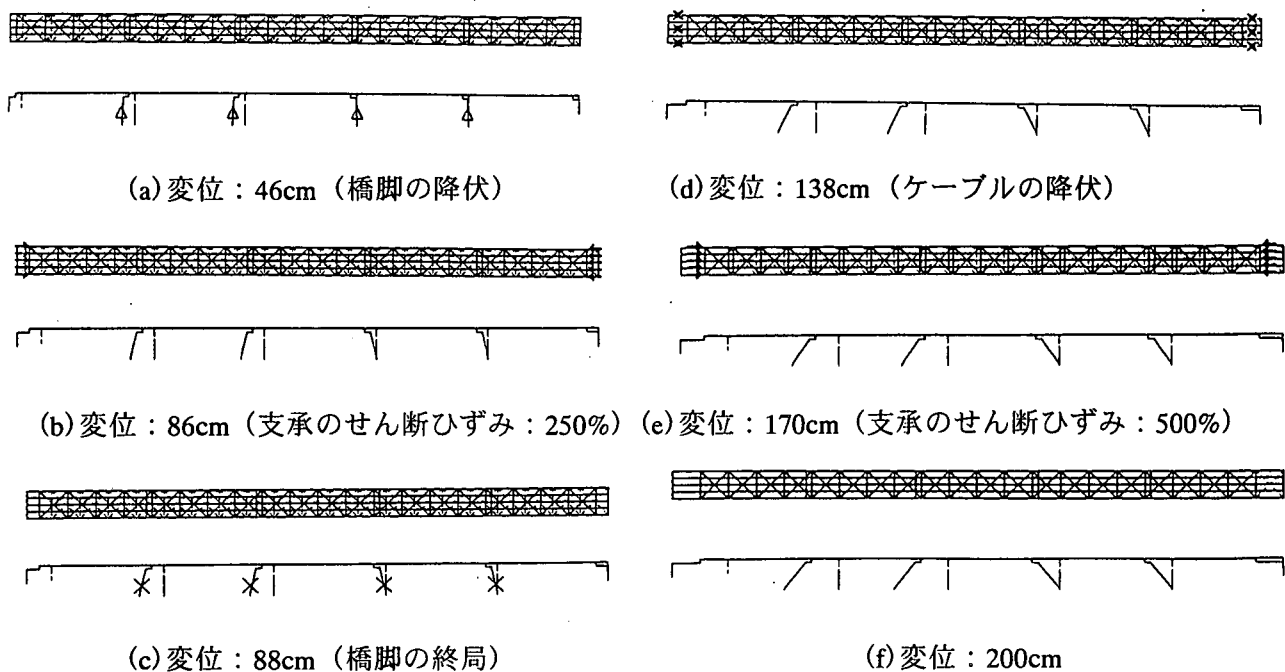 (a)変位：46cm（橋脚の降伏）
(d)変位：138cm（ケーブルの降伏）
(b)変位：86cm（支承のせん断ひずみ：250%）
(e)変位：170cm（支承のせん断ひずみ：500%）
(c)変位：88cm（橋脚の終局）
(f)変位：200cm